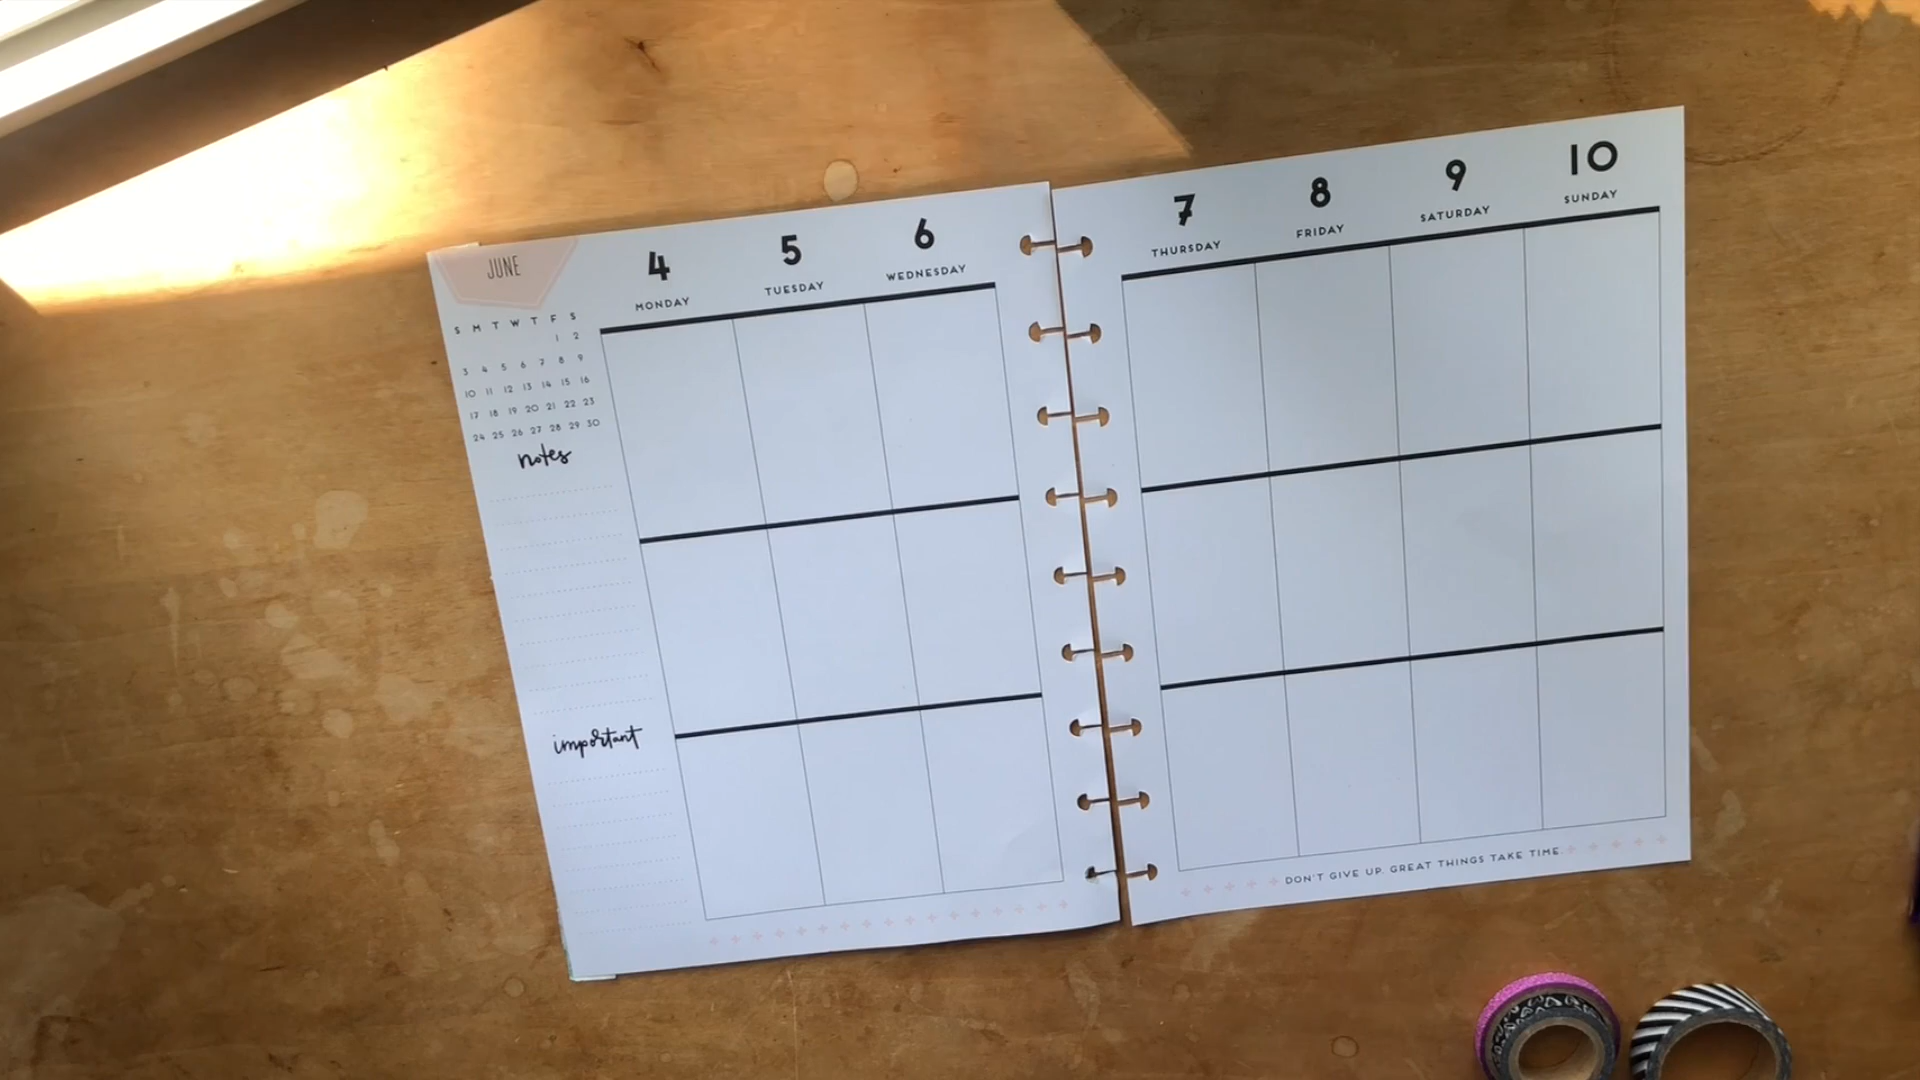 JUNE
S M T W T F S
1 2
3 4 5 6 7 8 9
10 11 12 13 14 15 16
17 18 19 20 21 22 23
24 25 26 27 28 29 30
notes
important
4 5 6
MONDAY TUESDAY WEDNESDAY
7 8 9 10
THURSDAY FRIDAY SATURDAY SUNDAY
DON'T GIVE UP. GREAT THINGS TAKE TIME.